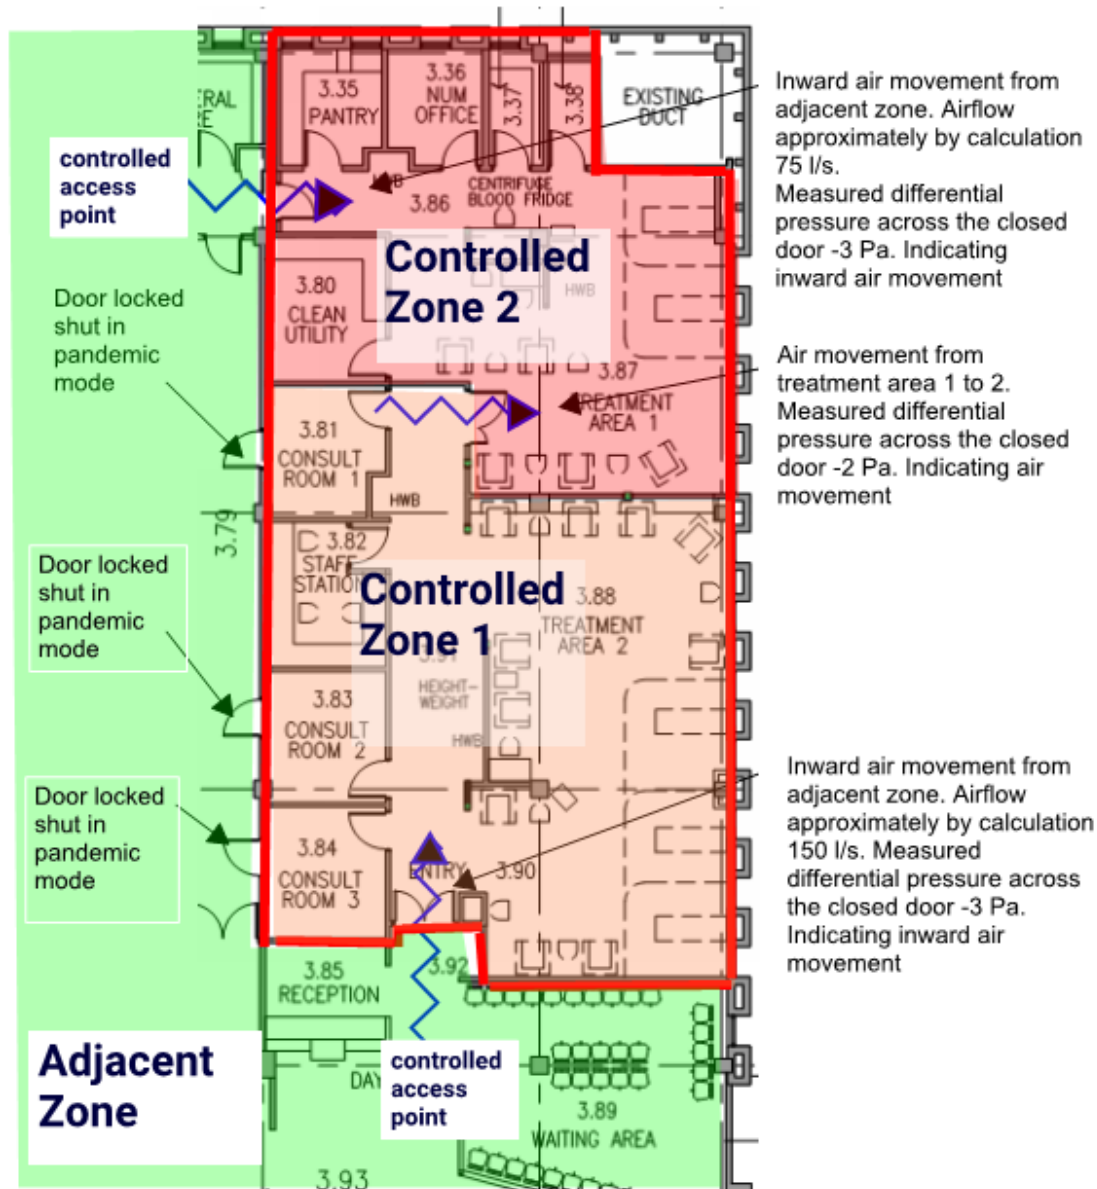 3.35
PANTRY
3.36
NUM
OFFICE
3.37
3.38
EXISTING
DUCT
ERAL
RE
controlled
access
point
HWB
CENTRIFUGE
BLOOD FRIDGE
3.86
Inward air movement from
adjacent zone. Airflow
approximately by calculation
75 l/s.
Measured differential
pressure across the closed
door -3 Pa. Indicating
inward air movement
Controlled
Zone 2
3.80
CLEAN
UTILITY
HWB
Door locked
shut in
pandemic
mode
3.87
TREATMENT
AREA 1
Air movement from
treatment area 1 to 2.
Measured differential
pressure across the closed
door -2 Pa. Indicating air
movement
3.81
CONSULT
ROOM 1
HWB
3.79
3.82
STAFF
STATION
Door locked
shut in
pandemic
mode
Controlled
Zone 1
3.88
TREATMENT
AREA 2
3.91
HEIGHT-
WEIGHT
HWB
3.83
CONSULT
ROOM 2
Door locked
shut in
pandemic
mode
3.84
CONSULT
ROOM 3
ENTRY
3.90
Inward air movement from
adjacent zone. Airflow
approximately by calculation
150 l/s. Measured
differential pressure across
the closed door -3 Pa.
Indicating inward air
movement
3.85
RECEPTION
3.92
Adjacent
Zone
DAY
controlled
access
point
3.89
WAITING AREA
3.93